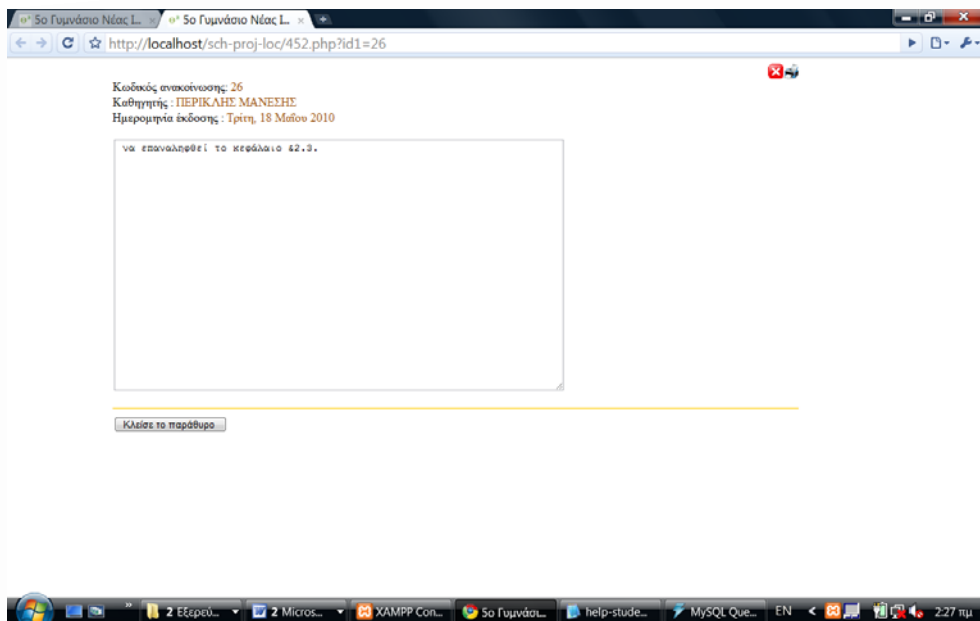 5ο Γυμνάσιο Νέας Ι...
5ο Γυμνάσιο Νέας Ι...
http://localhost/sch-proj-loc/452.php?id1=26
Κωδικός ανακοίνωσης: 26
Καθηγητής : ΠΕΡΙΚΛΗΣ ΜΑΝΕΣΗΣ
Ημερομηνία έκδοσης : Τρίτη, 18 Μαΐου 2010
να επαναληφθεί το κεφάλαιο &2.3.
Κλείσε το παράθυρο
2 Εξερεύ... 2 Micros... XAMPP Con... 5ο Γυμνάσι... help-stude... MySQL Que... EN 2:27 πμ